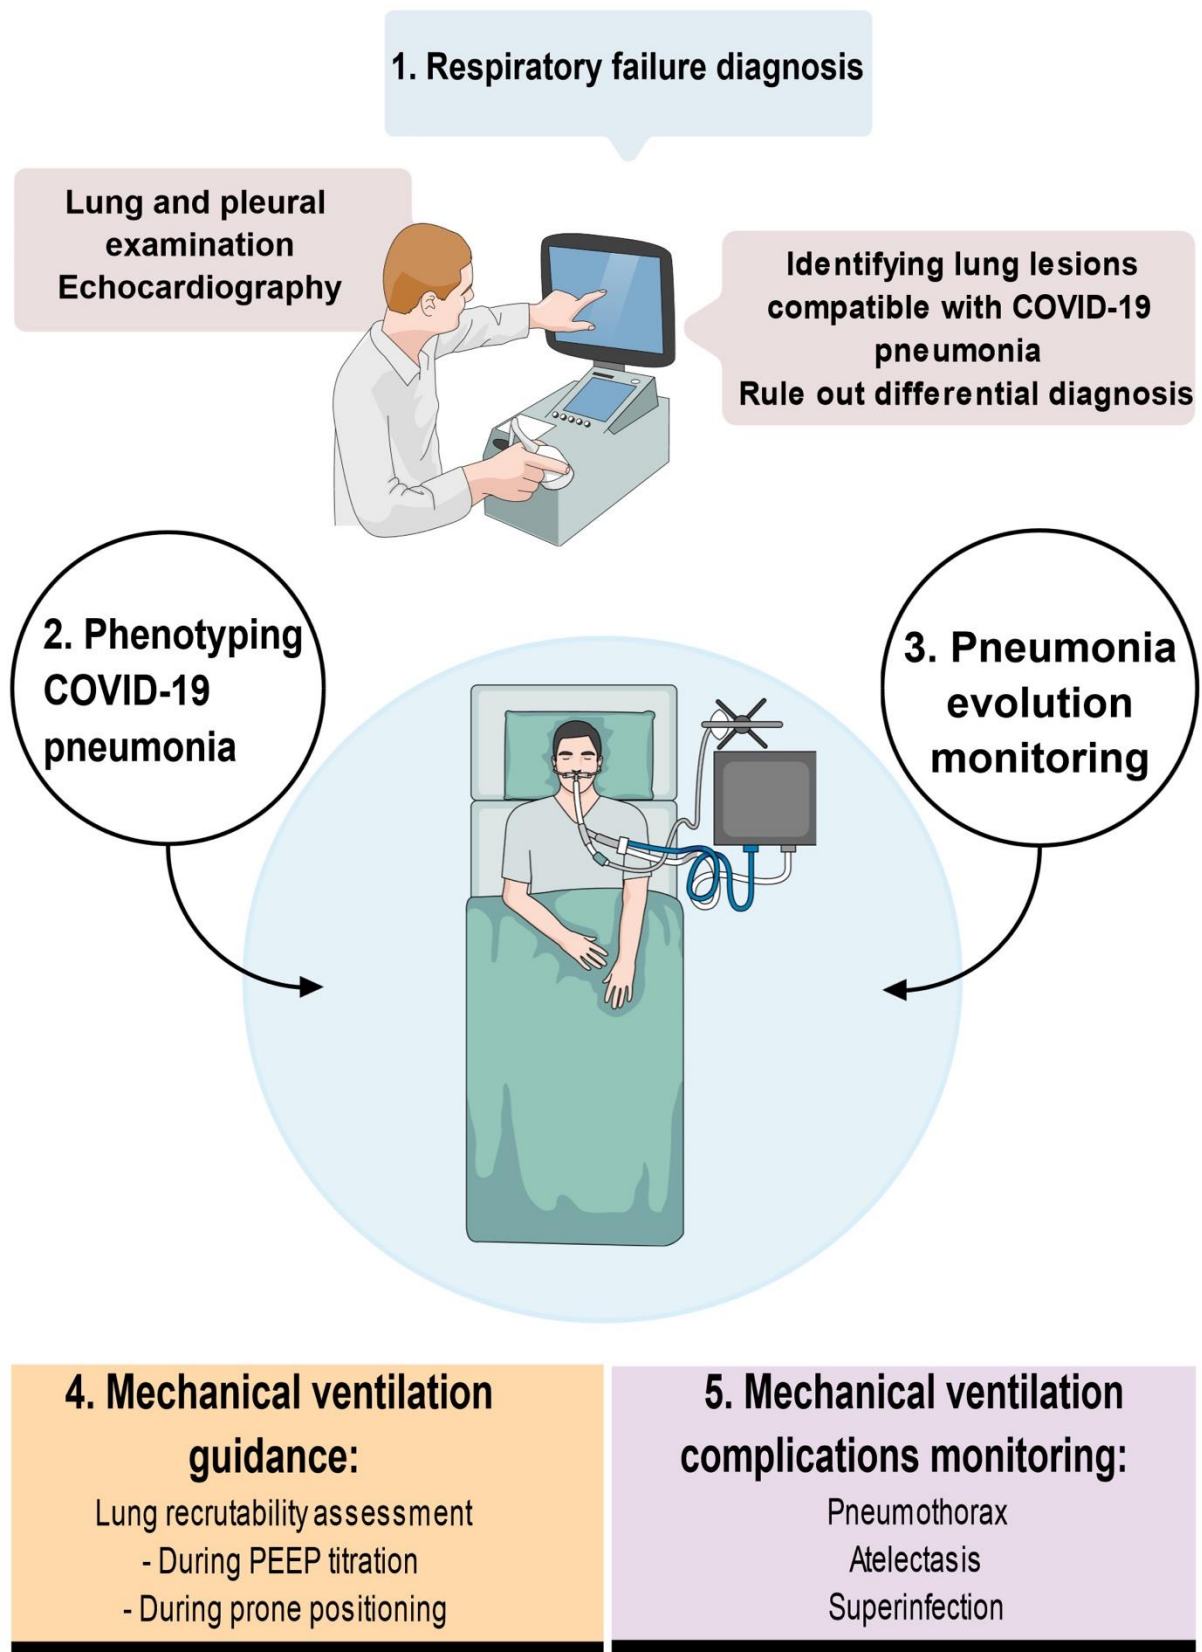 1. Respiratory failure diagnosis
Lung and pleural
examination
Echocardiography
Identifying lung lesions
compatible with COVID-19
pneumonia
Rule out differential diagnosis
2. Phenotyping
COVID-19
pneumonia
3. Pneumonia
evolution
monitoring
4. Mechanical ventilation
guidance:
Lung recrutability assessment
- During PEEP titration
- During prone positioning
5. Mechanical ventilation
complications monitoring:
Pneumothorax
Atelectasis
Superinfection